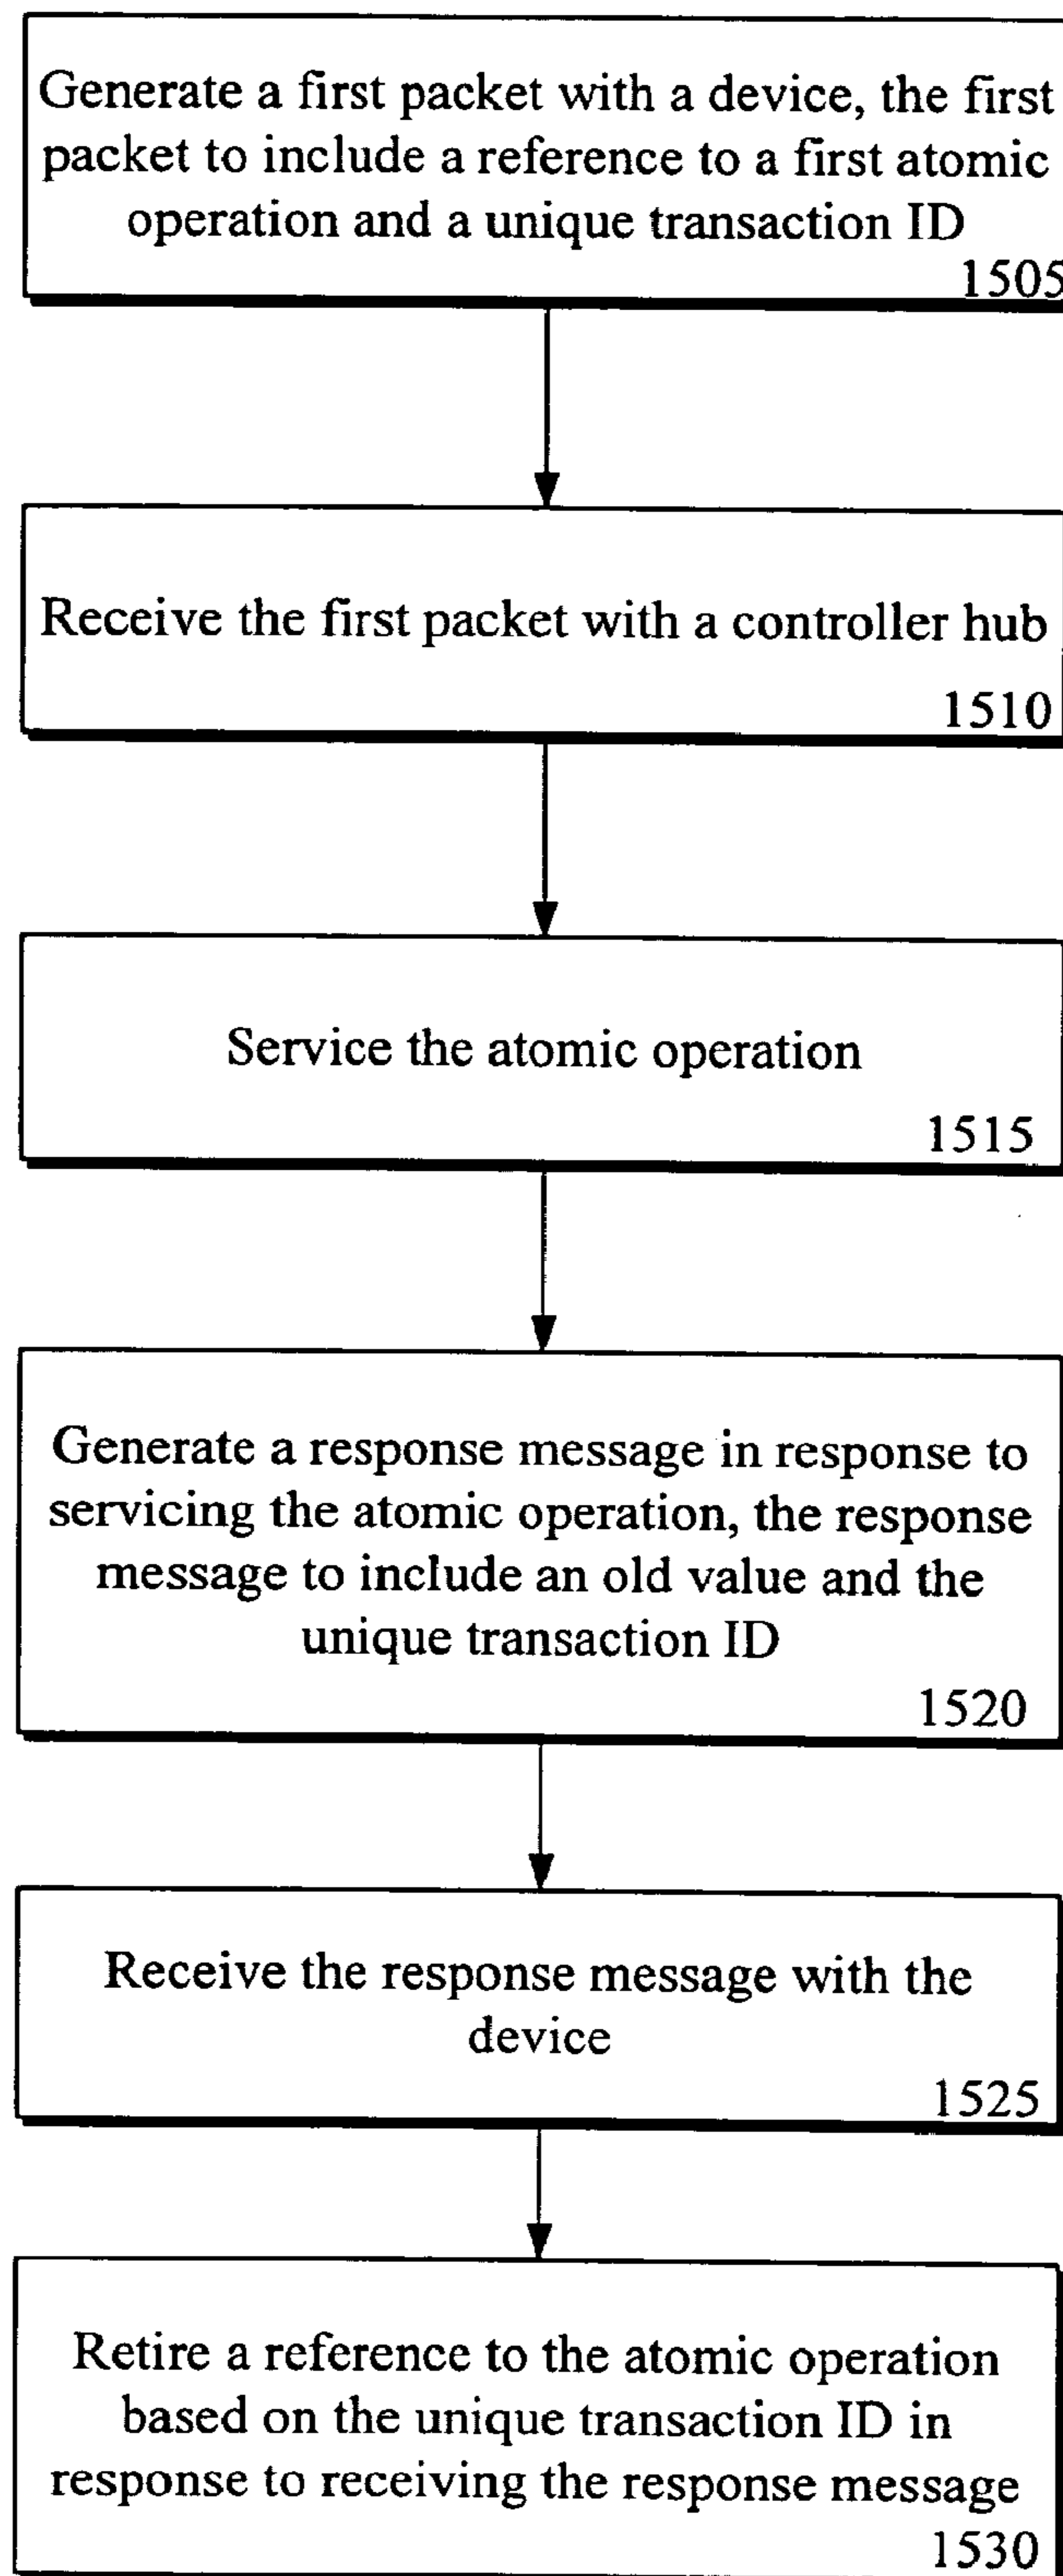 Generate a first packet with a device, the first
packet to include a reference to a first atomic
operation and a unique transaction ID
1505
Receive the first packet with a controller hub
1510
Service the atomic operation
1515
Generate a response message in response to
servicing the atomic operation, the response
message to include an old value and the
unique transaction ID
1520
Receive the response message with the
device
1525
Retire a reference to the atomic operation
based on the unique transaction ID in
response to receiving the response message
1530